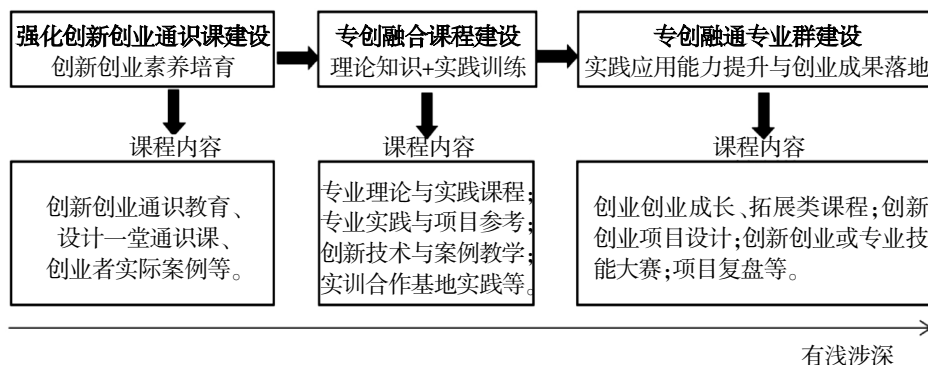 强化创新创业通识课建设
创新创业素养培育
专创融合课程建设
理论知识+实践训练
专创融通专业群建设
实践应用能力提升与创业成果落地
课程内容
课程内容
课程内容
创新创业通识教育、
设计一堂通识课、
创业者实际案例等。
专业理论与实践课程;
专业实践与项目参考;
创新技术与案例教学;
实训合作基地实践等。
创业创业成长、拓展类课程;创新
创业项目设计;创新创业或专业技
能大赛;项目复盘等。
有浅涉深